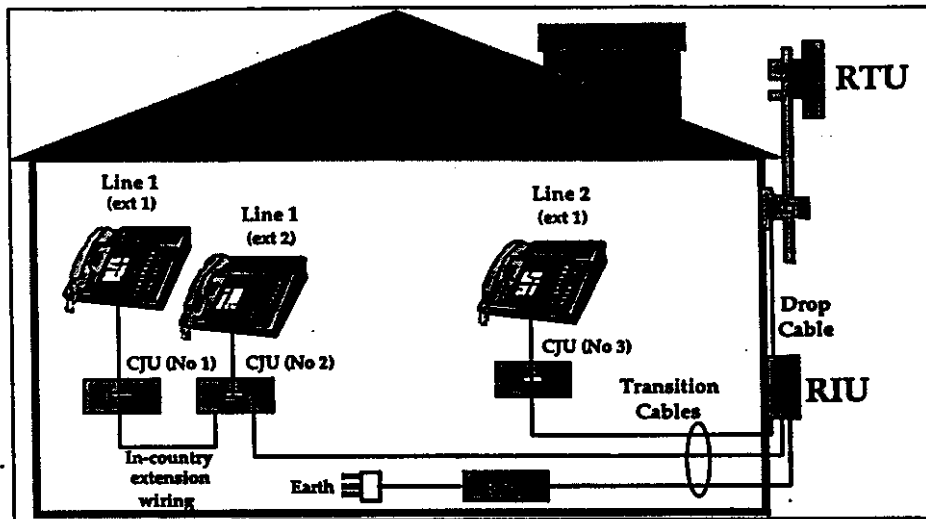 RTU
Line 1
(ext 1)
Line 1
(ext 2)
Line 2
(ext 1)
Drop
Cable
CJU (No 1)
CJU (No 2)
CJU (No 3)
Transition
Cables
RIU
In-country
extension
wiring
Earth